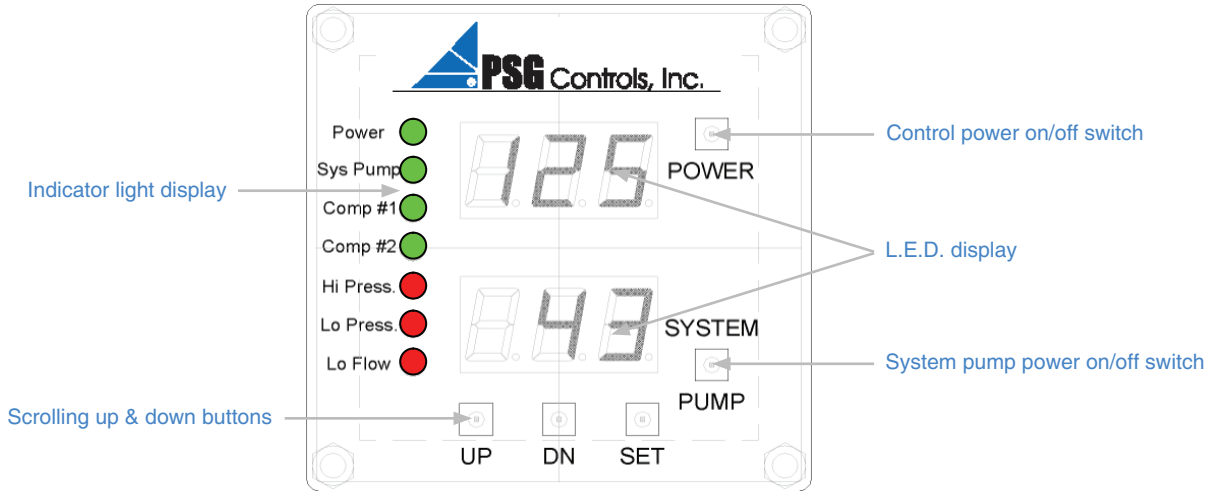 PSG Controls, Inc.
Power
Sys Pump
Comp #1
Comp #2
Hi Press.
Lo Press.
Lo Flow
125
43
POWER
SYSTEM
PUMP
UP DN SET
Indicator light display
Scrolling up & down buttons
Control power on/off switch
L.E.D. display
System pump power on/off switch